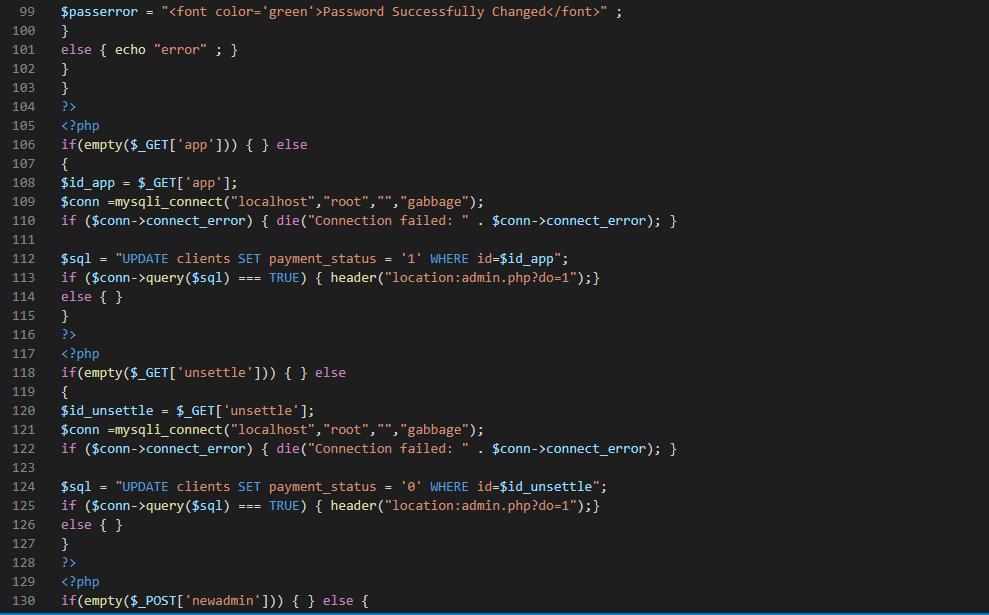 99 $passerror = "<font color='green'>Password Successfully Changed</font>" ;
100 }
101 else { echo "error" ; }
102 }
103 }
104 ?>
105 <?php
106 if(empty($_GET['app'])) { } else
107 {
108 $id_app = $_GET['app'];
109 $conn =mysqli_connect("localhost","root","","gabbage");
110 if ($conn->connect_error) { die("Connection failed: " . $conn->connect_error); }
111
112 $sql = "UPDATE clients SET payment_status = '1' WHERE id=$id_app";
113 if ($conn->query($sql) === TRUE) { header("location:admin.php?do=1");}
114 else { }
115 }
116 ?>
117 <?php
118 if(empty($_GET['unsettle'])) { } else
119 {
120 $id_unsettle = $_GET['unsettle'];
121 $conn =mysqli_connect("localhost","root","","gabbage");
122 if ($conn->connect_error) { die("Connection failed: " . $conn->connect_error); }
123
124 $sql = "UPDATE clients SET payment_status = '0' WHERE id=$id_unsettle";
125 if ($conn->query($sql) === TRUE) { header("location:admin.php?do=1");}
126 else { }
127 }
128 ?>
129 <?php
130 if(empty($_POST['newadmin'])) { } else {